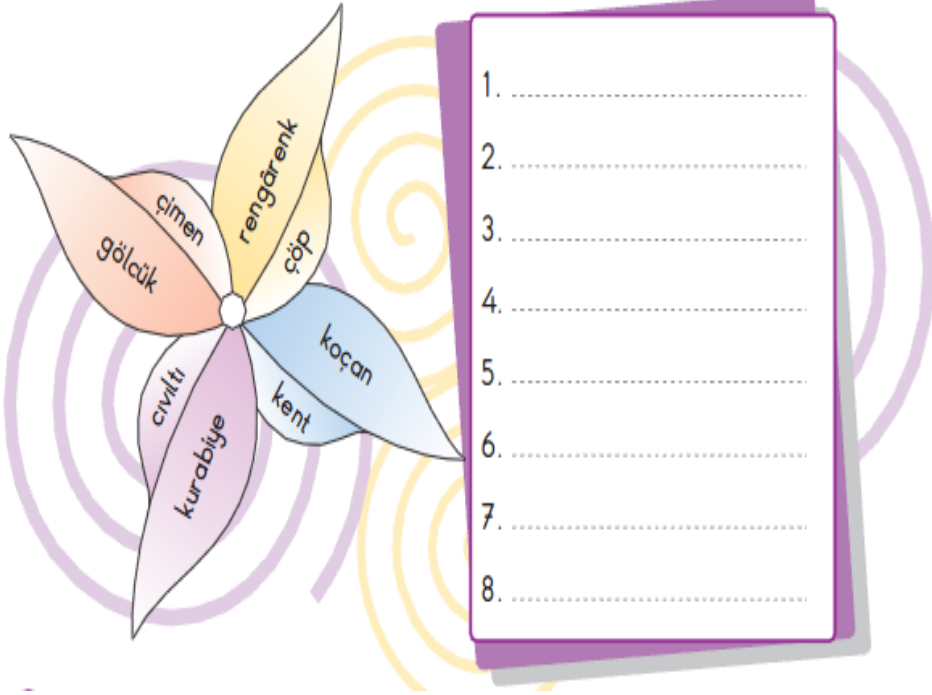 rengârenk
çöp
çimen
gölcük
koçan
kent
cıvıltı
kurabiye
1. ........................
2. ........................
3. ........................
4. ........................
5. ........................
6. ........................
7. ........................
8. ........................